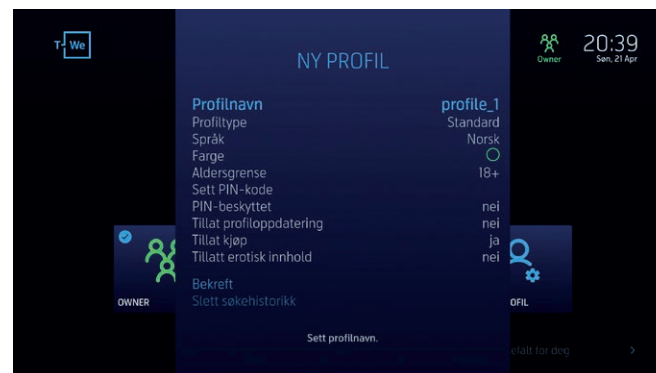 T-We
Owner
20:39
Søn, 21 Apr
NY PROFIL
Profilnavn profile_1
Profiltype Standard
Språk Norsk
Farge
Aldersgrense 18+
Sett PIN-kode
PIN-beskyttet nei
Tillat profiloppdatering nei
Tillat kjøp ja
Tillatt erotisk innhold nei
Bekreft
Slett søkehistorikk
OWNER
OFIL
Sett profilnavn.
efalt for deg